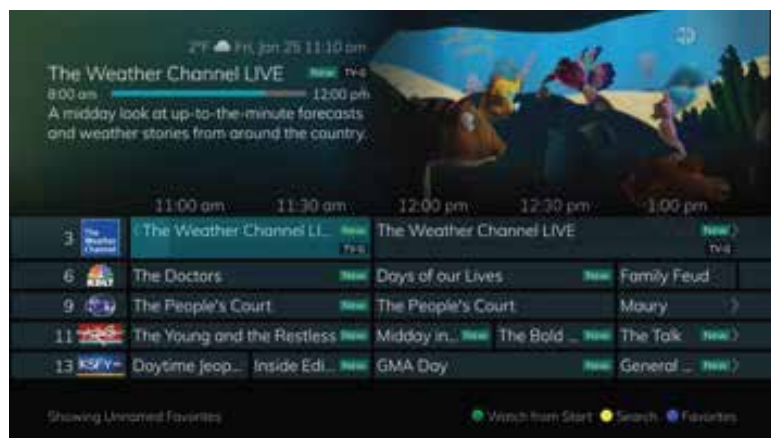 2°F Fri, Jan 25 11:10 am
The Weather Channel LIVE New TV-G
8:00 am 12:00 pm
A midday look at up-to-the-minute forecasts
and weather stories from around the country.
11:00 am 11:30 am 12:00 pm 12:30 pm 1:00 pm
3 The Weather Channel The Weather Channel LI... New TV-G The Weather Channel LIVE New TV-G
6 KDLT The Doctors New Days of our Lives New Family Feud
9 The People's Court New The People's Court Maury
11 The Young and the Restless New Midday in... New The Bold ... New The Talk New
13 KSFY Daytime Jeop... Inside Edi... New GMA Day New General ... New
Showing Unnamed Favorites Watch from Start Search Favorites